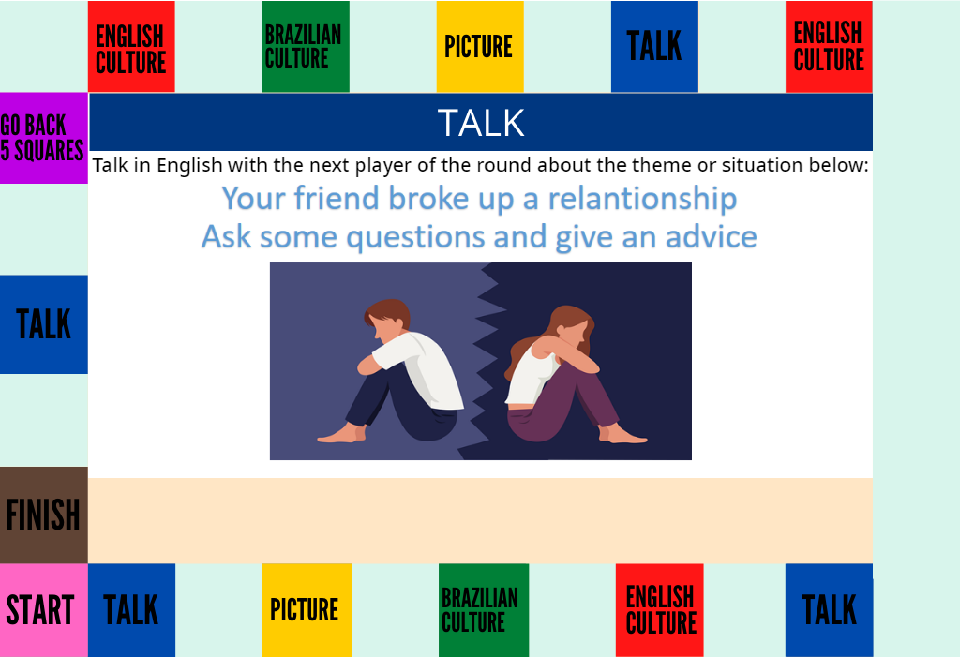 ENGLISH
CULTURE
BRAZILIAN
CULTURE
PICTURE
TALK
ENGLISH
CULTURE
GO BACK
5 SQUARES
TALK
Talk in English with the next player of the round about the theme or situation below:
Your friend broke up a relantionship
Ask some questions and give an advice
TALK
FINISH
START
TALK
PICTURE
BRAZILIAN
CULTURE
ENGLISH
CULTURE
TALK